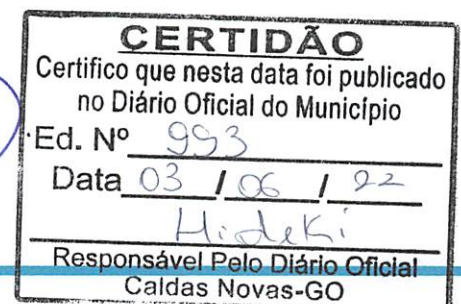 CERTIDÃO
Certifico que nesta data foi publicado
no Diário Oficial do Município
Ed. Nº 993
Data 03 / 06 / 22
Hideki
Responsável Pelo Diário Oficial
Caldas Novas-GO